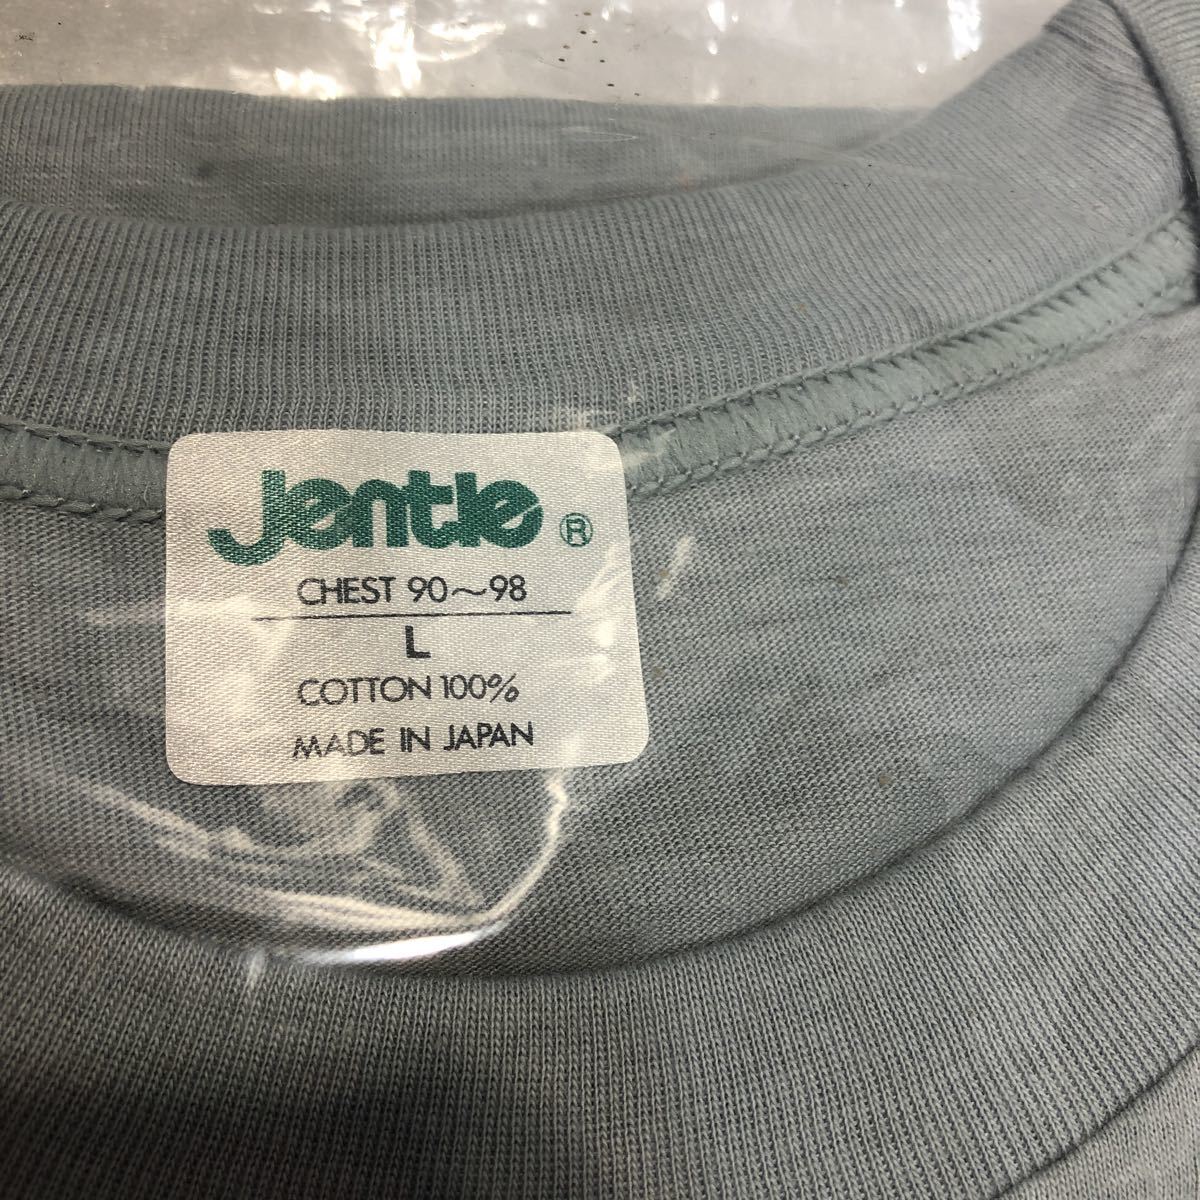 Jentle ®
CHEST 90～98
L
COTTON 100%
MADE IN JAPAN